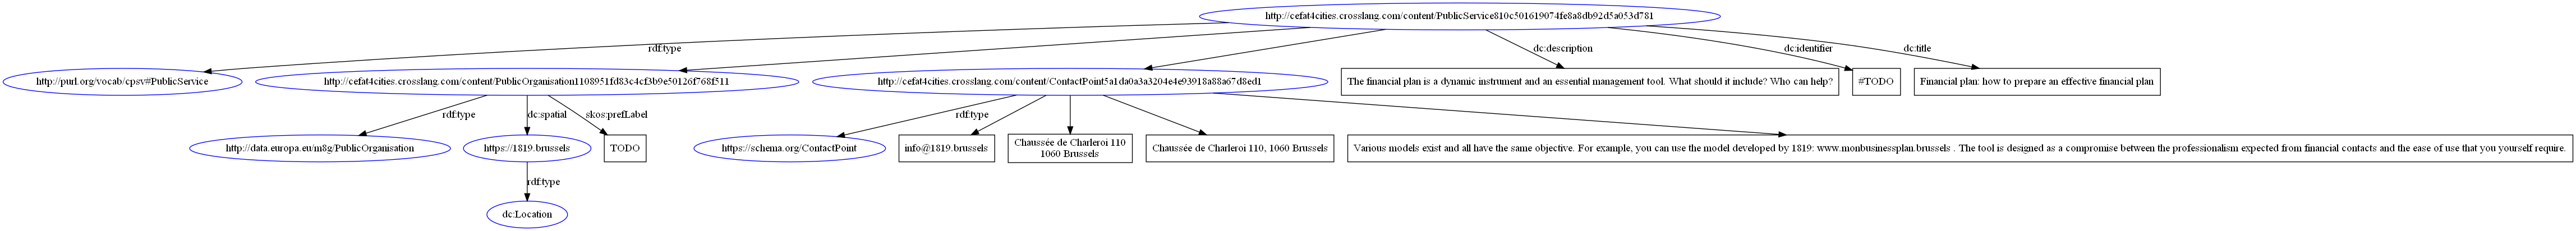 http://cefat4cities.crosslang.com/content/PublicService810c501619074fe8a8db92d5a053d781
rdf:type
dc:description
dc:identifier
dc:title
http://purl.org/vocab/cpsv#PublicService
http://cefat4cities.crosslang.com/content/PublicOrganisation1108951fd83c4cf3b9e50126f768f511
http://cefat4cities.crosslang.com/content/ContactPoint5a1da0a3a3204e4e93918a88a67d8ed1
The financial plan is a dynamic instrument and an essential management tool. What should it include? Who can help?
#TODO
Financial plan: how to prepare an effective financial plan
rdf:type
dc:spatial
skos:prefLabel
rdf:type
http://data.europa.eu/m8g/PublicOrganisation
https://1819.brussels
TODO
https://schema.org/ContactPoint
info@1819.brussels
Chaussée de Charleroi 110
1060 Brussels
Chaussée de Charleroi 110, 1060 Brussels
Various models exist and all have the same objective. For example, you can use the model developed by 1819: www.monbusinessplan.brussels . The tool is designed as a compromise between the professionalism expected from financial contacts and the ease of use that you yourself require.
rdf:type
dc:Location